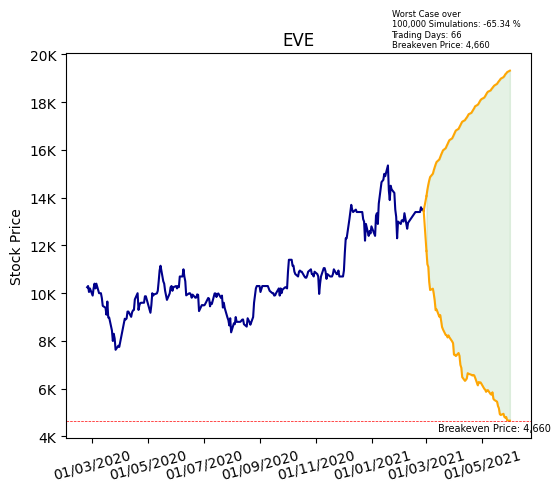 Worst Case over
100,000 Simulations: -65.34 %
Trading Days: 66
Breakeven Price: 4,660
EVE
20K
18K
16K
14K
12K
10K
8K
6K
4K
Stock Price
Breakeven Price: 4,660
01/03/2020
01/05/2020
01/07/2020
01/09/2020
01/11/2020
01/01/2021
01/03/2021
01/05/2021